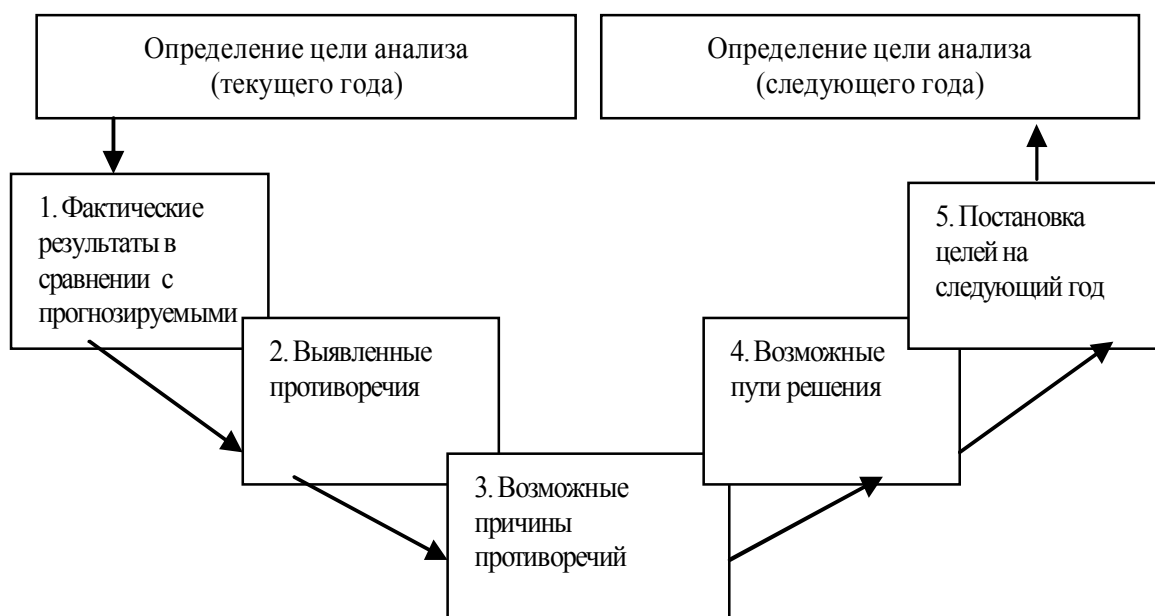 Определение цели анализа
(текущего года)
Определение цели анализа
(следующего года)
1. Фактические
результаты в
сравнении с
прогнозируемыми
2. Выявленные
противоречия
3. Возможные
причины
противоречий
4. Возможные
пути решения
5. Постановка
целей на
следующий год